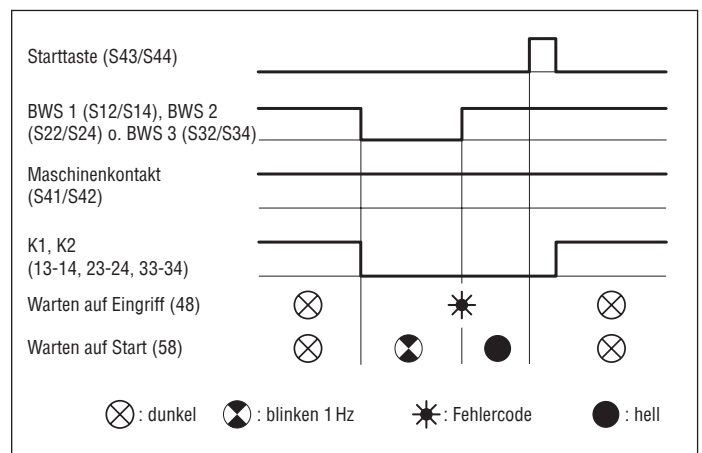 Starttaste (S43/S44)
BWS 1 (S12/S14), BWS 2
(S22/S24) o. BWS 3 (S32/S34)
Maschinenkontakt
(S41/S42)
K1, K2
(13-14, 23-24, 33-34)
Warten auf Eingriff (48)
Warten auf Start (58)
: dunkel : blinken 1 Hz : Fehlercode : hell